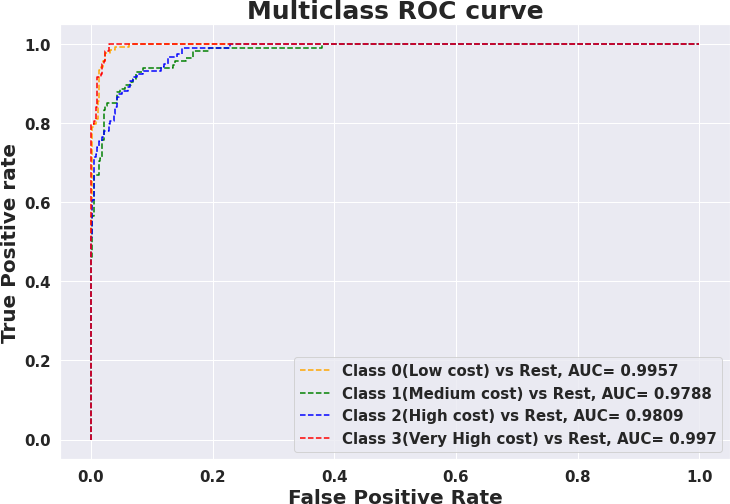 Multiclass ROC curve
True Positive rate
1.0
0.8
0.6
0.4
0.2
0.0
Class 0(Low cost) vs Rest, AUC= 0.9957
Class 1(Medium cost) vs Rest, AUC= 0.9788
Class 2(High cost) vs Rest, AUC= 0.9809
Class 3(Very High cost) vs Rest, AUC= 0.997
0.0 0.2 0.4 0.6 0.8 1.0
False Positive Rate